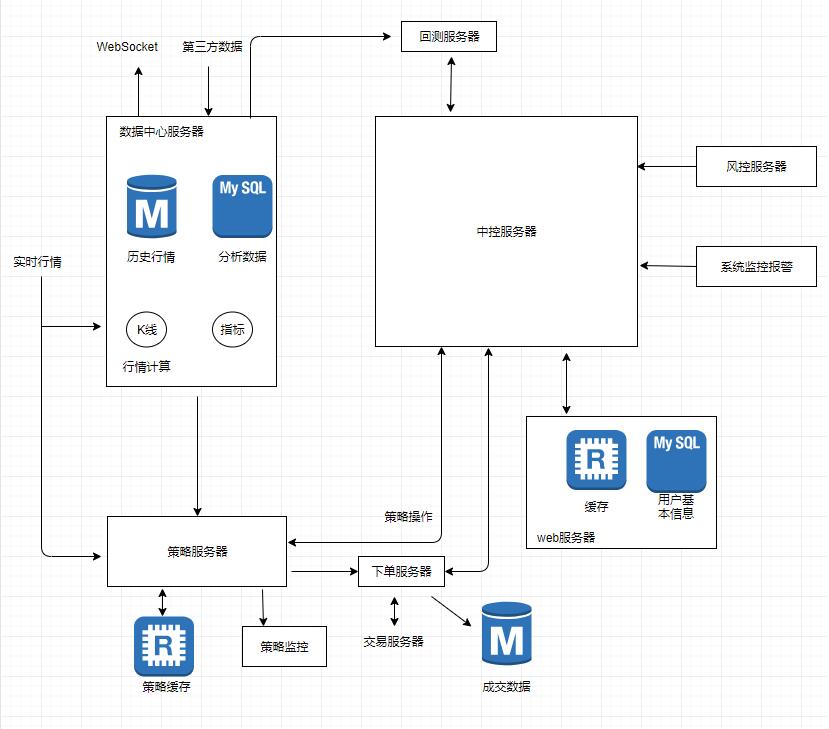 回测服务器
WebSocket
第三方数据
数据中心服务器
M
My SQL
历史行情
分析数据
K线
指标
行情计算
实时行情
中控服务器
风控服务器
系统监控报警
R
My SQL
缓存
用户基
本信息
web服务器
策略操作
策略服务器
下单服务器
R
策略缓存
策略监控
交易服务器
M
成交数据